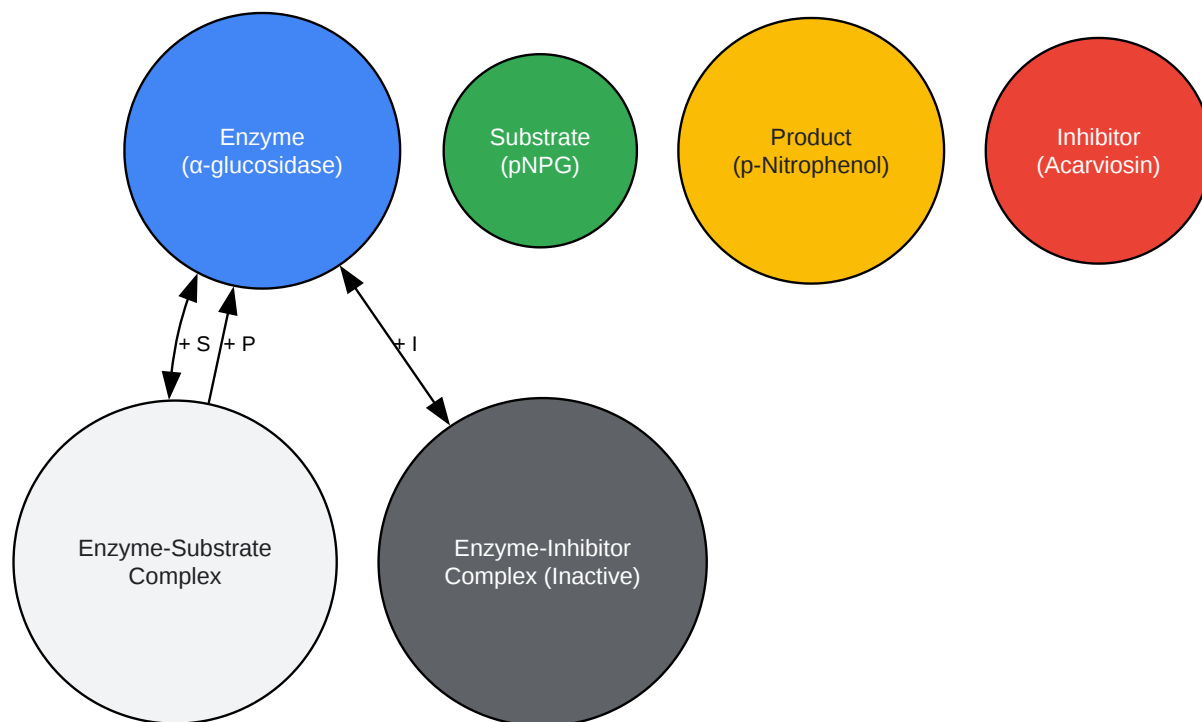 Enzyme
(α-glucosidase)
Substrate
(pNPG)
Product
(p-Nitrophenol)
Inhibitor
(Acarviosin)
+ S
+ P
+ I
Enzyme-Substrate
Complex
Enzyme-Inhibitor
Complex (Inactive)